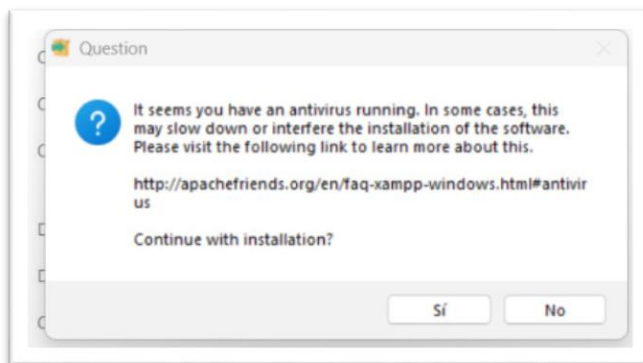 Question
It seems you have an antivirus running. In some cases, this
may slow down or interfere the installation of the software.
Please visit the following link to learn more about this.
http://apachefriends.org/en/faq-xampp-windows.html#antivir
us
Continue with installation?
Sí
No